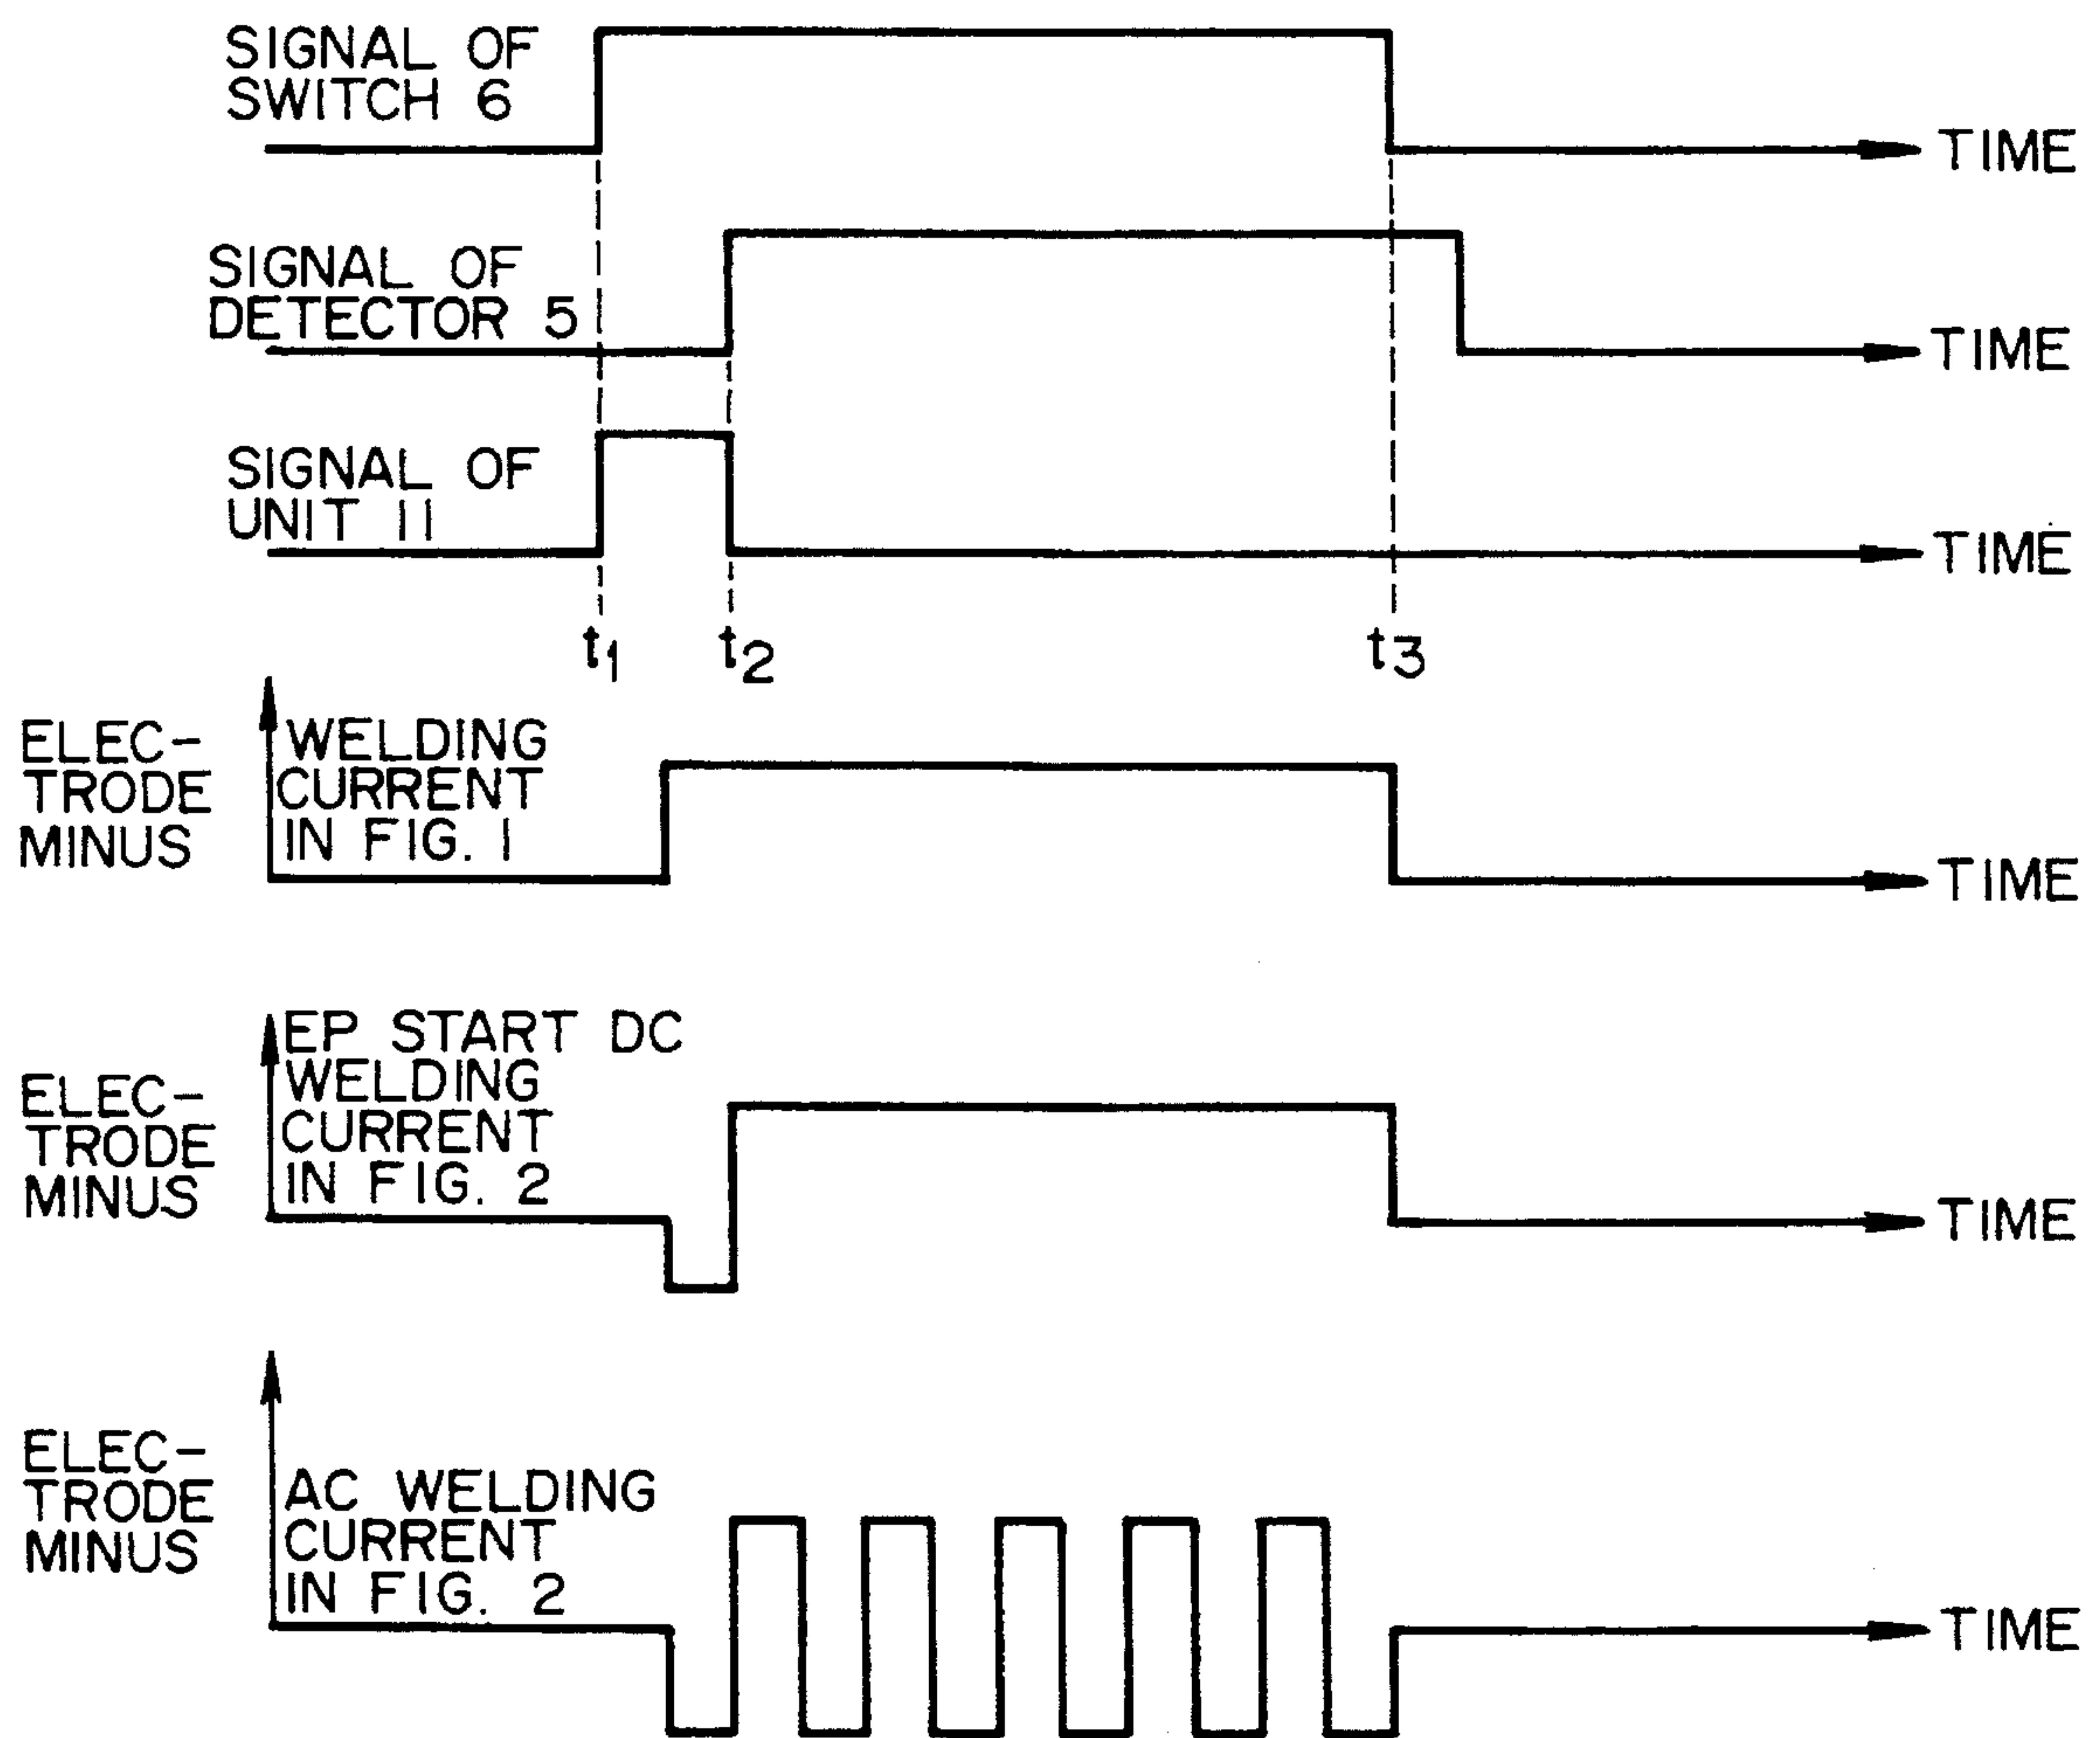 SIGNAL OF
SWITCH 6
TIME
SIGNAL OF
DETECTOR 5
TIME
SIGNAL OF
UNIT 11
TIME
t1 t2 t3
ELEC-
TRODE
MINUS
WELDING
CURRENT
IN FIG. 1
TIME
ELEC-
TRODE
MINUS
EP START DC
WELDING
CURRENT
IN FIG. 2
TIME
ELEC-
TRODE
MINUS
AC WELDING
CURRENT
IN FIG. 2
TIME